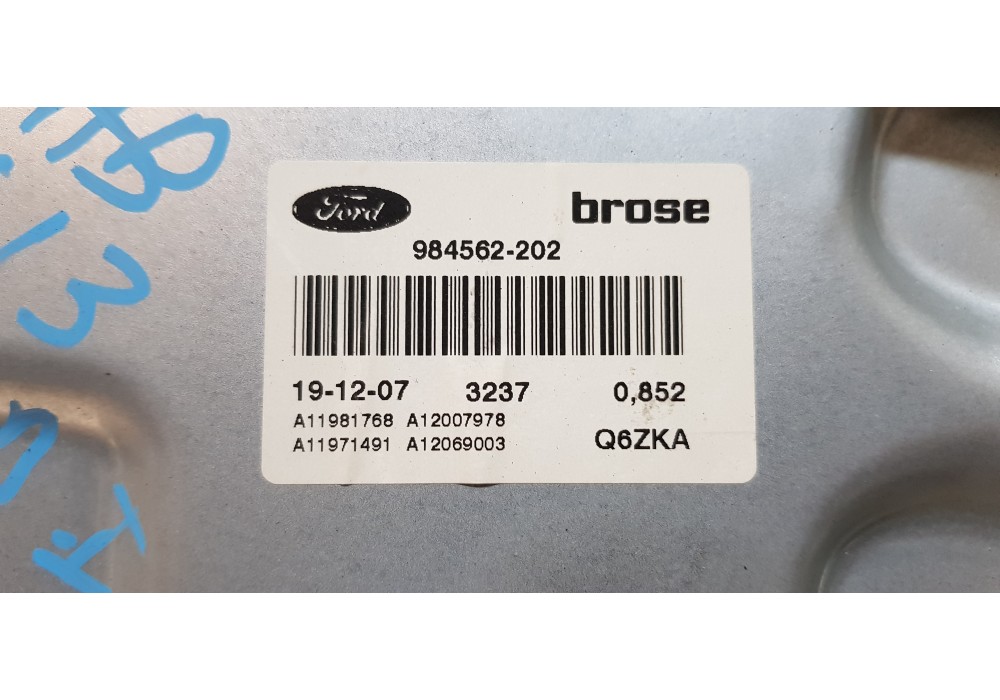 Ford brose
984562-202
19-12-07 3237 0,852
A11981768 A12007978
A11971491 A12069003 Q6ZKA